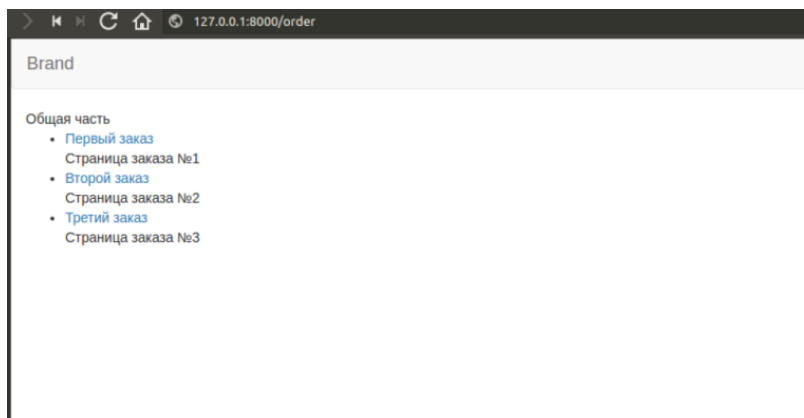 127.0.0.1:8000/order
Brand
Общая часть
Первый заказ
Страница заказа №1
Второй заказ
Страница заказа №2
Третий заказ
Страница заказа №3